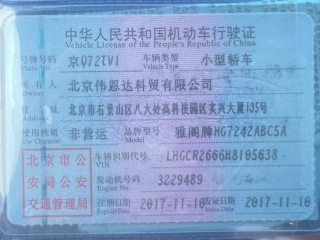 中华人民共和国机动车行驶证
Vehicle License of the People's Republic of China
号牌号码 京Q72TV1 车辆类型 小型轿车
Plate No. Vehicle Type
所有人 北京伟恩达科贸有限公司
住址 北京市石景山区八大处高科技园区实兴大厦105号
使用性质 非营运 品牌型号 雅阁牌HG7242ABC5A
Use Character
北京市公安局公安交通管理局
车辆识别代号 LHGCR2666H8105638
VIN
发动机号码 3229489
Engine No.
注册日期 2017-11-10 发证日期 2017-11-10
Register Date Issue Date